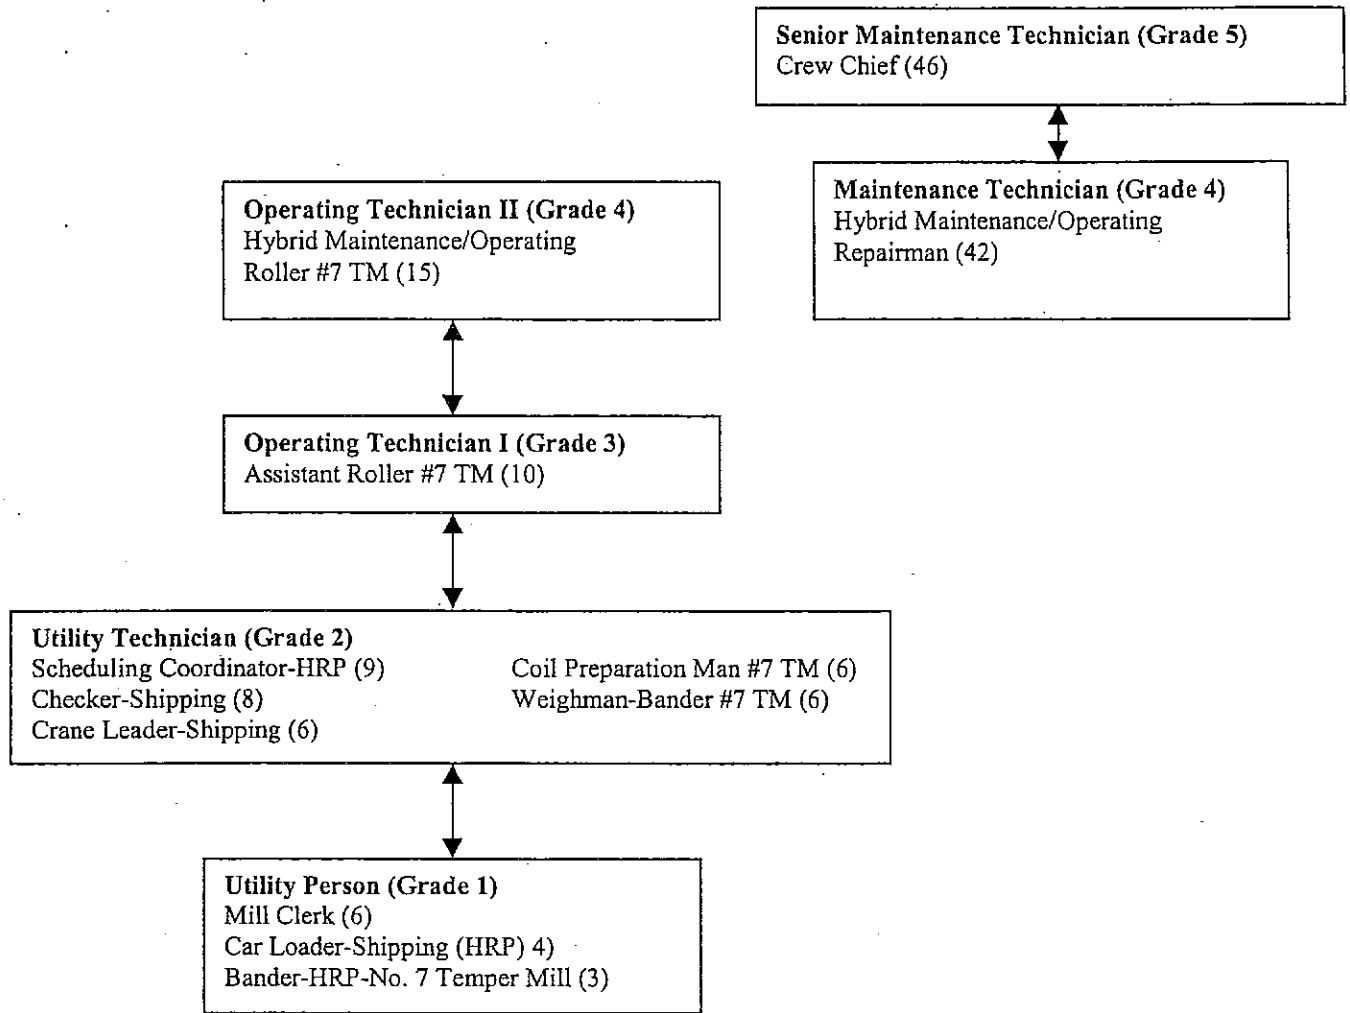 Senior Maintenance Technician (Grade 5)
Crew Chief (46)
Maintenance Technician (Grade 4)
Hybrid Maintenance/Operating
Repairman (42)
Operating Technician II (Grade 4)
Hybrid Maintenance/Operating
Roller #7 TM (15)
Operating Technician I (Grade 3)
Assistant Roller #7 TM (10)
Utility Technician (Grade 2)
Scheduling Coordinator-HRP (9)
Checker-Shipping (8)
Crane Leader-Shipping (6)
Coil Preparation Man #7 TM (6)
Weighman-Bander #7 TM (6)
Utility Person (Grade 1)
Mill Clerk (6)
Car Loader-Shipping (HRP) 4)
Bander-HRP-No. 7 Temper Mill (3)